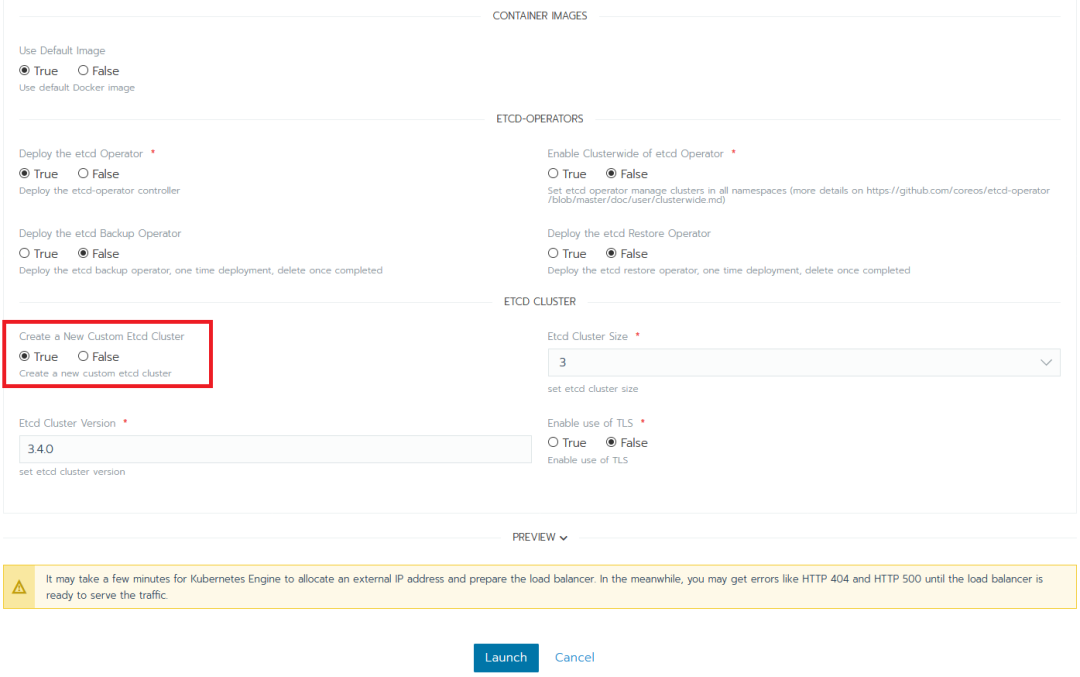 CONTAINER IMAGES
Use Default Image
True False
Use default Docker image
ETCD-OPERATORS
Deploy the etcd Operator *
True False
Deploy the etcd-operator controller
Enable Clusterwide of etcd Operator *
True False
Set etcd operator manage clusters in all namespaces (more details on https://github.com/coreos/etcd-operator
/blob/master/doc/user/clusterwide.md)
Deploy the etcd Backup Operator
True False
Deploy the etcd backup operator, one time deployment, delete once completed
Deploy the etcd Restore Operator
True False
Deploy the etcd restore operator, one time deployment, delete once completed
ETCD CLUSTER
Create a New Custom Etcd Cluster
True False
Create a new custom etcd cluster
Etcd Cluster Size *
3
set etcd cluster size
Etcd Cluster Version *
3.4.0
set etcd cluster version
Enable use of TLS *
True False
Enable use of TLS
PREVIEW
It may take a few minutes for Kubernetes Engine to allocate an external IP address and prepare the load balancer. In the meanwhile, you may get errors like HTTP 404 and HTTP 500 until the load balancer is
ready to serve the traffic.
Launch Cancel